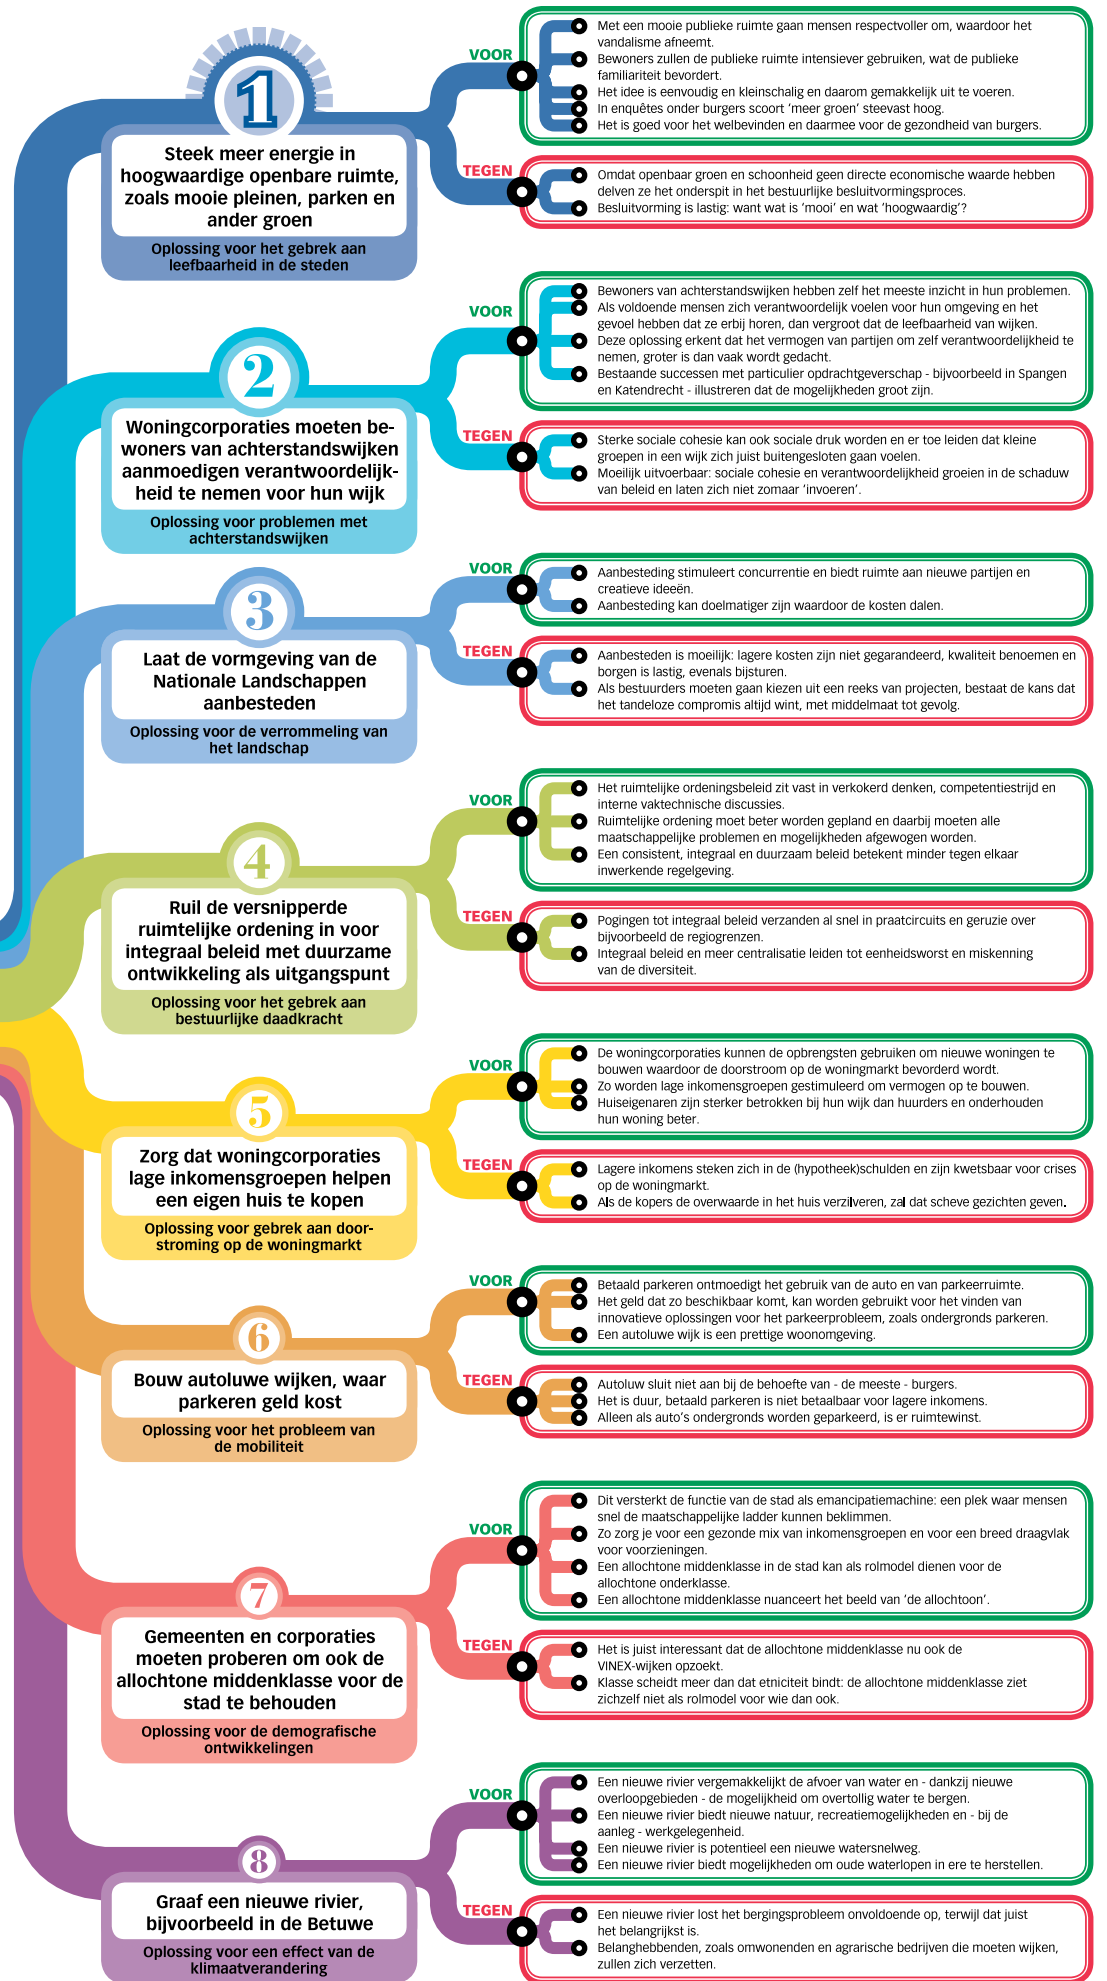 1
Steek meer energie in
hoogwaardige openbare ruimte,
zoals mooie pleinen, parken en
ander groen
Oplossing voor het gebrek aan
leefbaarheid in de steden
VOOR
Met een mooie publieke ruimte gaan mensen respectvoller om, waardoor het
vandalisme afneemt.
Bewoners zullen de publieke ruimte intensiever gebruiken, wat de publieke
familiariteit bevordert.
Het idee is eenvoudig en kleinschalig en daarom gemakkelijk uit te voeren.
In enquêtes onder burgers scoort ‘meer groen’ steevast hoog.
Het is goed voor het welbevinden en daarmee voor de gezondheid van burgers.
TEGEN
Omdat openbaar groen en schoonheid geen directe economische waarde hebben
delven ze het onderspit in het bestuurlijke besluitvormingsproces.
Besluitvorming is lastig: want wat is ‘mooi’ en wat ‘hoogwaardig’?
2
Woningcorporaties moeten be-
woners van achterstandswijken
aanmoedigen verantwoordelijk-
heid te nemen voor hun wijk
Oplossing voor problemen met
achterstandswijken
VOOR
Bewoners van achterstandswijken hebben zelf het meeste inzicht in hun problemen.
Als voldoende mensen zich verantwoordelijk voelen voor hun omgeving en het
gevoel hebben dat ze erbij horen, dan vergroot dat de leefbaarheid van wijken.
Deze oplossing erkent dat het vermogen van partijen om zelf verantwoordelijkheid te
nemen, groter is dan vaak wordt gedacht.
Bestaande successen met particulier opdrachtgeverschap - bijvoorbeeld in Spangen
en Katendrecht - illustreren dat de mogelijkheden groot zijn.
TEGEN
Sterke sociale cohesie kan ook sociale druk worden en er toe leiden dat kleine
groepen in een wijk zich juist buitengesloten gaan voelen.
Moeilijk uitvoerbaar: sociale cohesie en verantwoordelijkheid groeien in de schaduw
van beleid en laten zich niet zomaar ‘invoeren’.
3
Laat de vormgeving van de
Nationale Landschappen
aanbesteden
Oplossing voor de verrommeling van
het landschap
VOOR
Aanbesteding stimuleert concurrentie en biedt ruimte aan nieuwe partijen en
creatieve ideeën.
Aanbesteding kan doelmatiger zijn waardoor de kosten dalen.
TEGEN
Aanbesteden is moeilijk: lagere kosten zijn niet gegarandeerd, kwaliteit benoemen en
borgen is lastig, evenals bijsturen.
Als bestuurders moeten gaan kiezen uit een reeks van projecten, bestaat de kans dat
het tandeloze compromis altijd wint, met middelmaat tot gevolg.
4
Ruil de versnipperde
ruimtelijke ordening in voor
integraal beleid met duurzame
ontwikkeling als uitgangspunt
Oplossing voor het gebrek aan
bestuurlijke daadkracht
VOOR
Het ruimtelijke ordeningsbeleid zit vast in verkokerd denken, competentiestrijd en
interne vaktechnische discussies.
Ruimtelijke ordening moet beter worden gepland en daarbij moeten alle
maatschappelijke problemen en mogelijkheden afgewogen worden.
Een consistent, integraal en duurzaam beleid betekent minder tegen elkaar
inwerkende regelgeving.
TEGEN
Pogingen tot integraal beleid verzanden al snel in praatcircuits en geruzie over
bijvoorbeeld de regiogrenzen.
Integraal beleid en meer centralisatie leiden tot eenheidsworst en miskenning
van de diversiteit.
5
Zorg dat woningcorporaties
lage inkomensgroepen helpen
een eigen huis te kopen
Oplossing voor gebrek aan door-
stroming op de woningmarkt
VOOR
De woningcorporaties kunnen de opbrengsten gebruiken om nieuwe woningen te
bouwen waardoor de doorstroom op de woningmarkt bevorderd wordt.
Zo worden lage inkomensgroepen gestimuleerd om vermogen op te bouwen.
Huiseigenaren zijn sterker betrokken bij hun wijk dan huurders en onderhouden
hun woning beter.
TEGEN
Lagere inkomens steken zich in de (hypotheek)schulden en zijn kwetsbaar voor crises
op de woningmarkt.
Als de kopers de overwaarde in het huis verzilveren, zal dat scheve gezichten geven.
6
Bouw autoluwe wijken, waar
parkeren geld kost
Oplossing voor het probleem van
de mobiliteit
VOOR
Betaald parkeren ontmoedigt het gebruik van de auto en van parkeerruimte.
Het geld dat zo beschikbaar komt, kan worden gebruikt voor het vinden van
innovatieve oplossingen voor het parkeerprobleem, zoals ondergronds parkeren.
Een autoluwe wijk is een prettige woonomgeving.
TEGEN
Autoluw sluit niet aan bij de behoefte van - de meeste - burgers.
Het is duur, betaald parkeren is niet betaalbaar voor lagere inkomens.
Alleen als auto’s ondergronds worden geparkeerd, is er ruimtewinst.
7
Gemeenten en corporaties
moeten proberen om ook de
allochtone middenklasse voor de
stad te behouden
Oplossing voor de demografische
ontwikkelingen
VOOR
Dit versterkt de functie van de stad als emancipatiemachine: een plek waar mensen
snel de maatschappelijke ladder kunnen beklimmen.
Zo zorg je voor een gezonde mix van inkomensgroepen en voor een breed draagvlak
voor voorzieningen.
Een allochtone middenklasse in de stad kan als rolmodel dienen voor de
allochtone onderklasse.
Een allochtone middenklasse nuanceert het beeld van ‘de allochtoon’.
TEGEN
Het is juist interessant dat de allochtone middenklasse nu ook de
VINEX-wijken opzoekt.
Klasse scheidt meer dan dat etniciteit bindt: de allochtone middenklasse ziet
zichzelf niet als rolmodel voor wie dan ook.
8
Graaf een nieuwe rivier,
bijvoorbeeld in de Betuwe
Oplossing voor een effect van de
klimaatverandering
VOOR
Een nieuwe rivier vergemakkelijkt de afvoer van water en - dankzij nieuwe
overloopgebieden - de mogelijkheid om overtollig water te bergen.
Een nieuwe rivier biedt nieuwe natuur, recreatiemogelijkheden en - bij de
aanleg - werkgelegenheid.
Een nieuwe rivier is potentieel een nieuwe watersnelweg.
Een nieuwe rivier biedt mogelijkheden om oude waterlopen in ere te herstellen.
TEGEN
Een nieuwe rivier lost het bergingsprobleem onvoldoende op, terwijl dat juist
het belangrijkst is.
Belanghebbenden, zoals omwonenden en agrarische bedrijven die moeten wijken,
zullen zich verzetten.